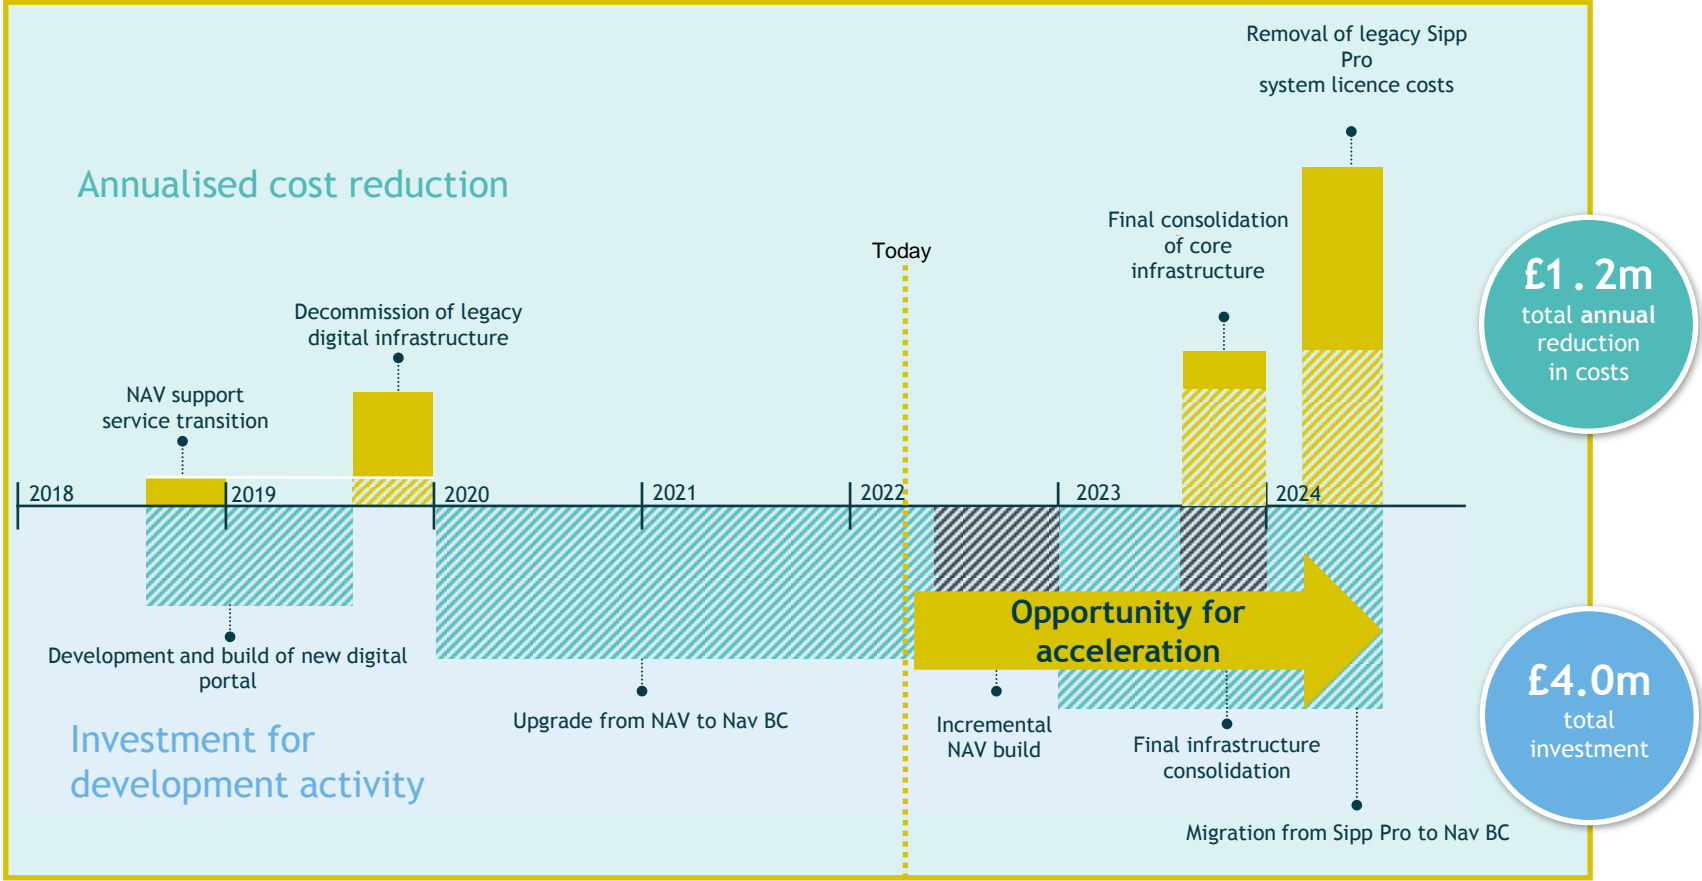 Removal of legacy Sipp
Pro
system licence costs
Annualised cost reduction
Final consolidation
of core
infrastructure
Today
£1.2m
total annual
reduction
in costs
Decommission of legacy
digital infrastructure
NAV support
service transition
2018
2019
2020
2021
2022
2023
2024
Opportunity for
acceleration
Development and build of new digital
portal
Upgrade from NAV to Nav BC
Incremental
NAV build
Final infrastructure
consolidation
£4.0m
total
investment
Investment for
development activity
Migration from Sipp Pro to Nav BC